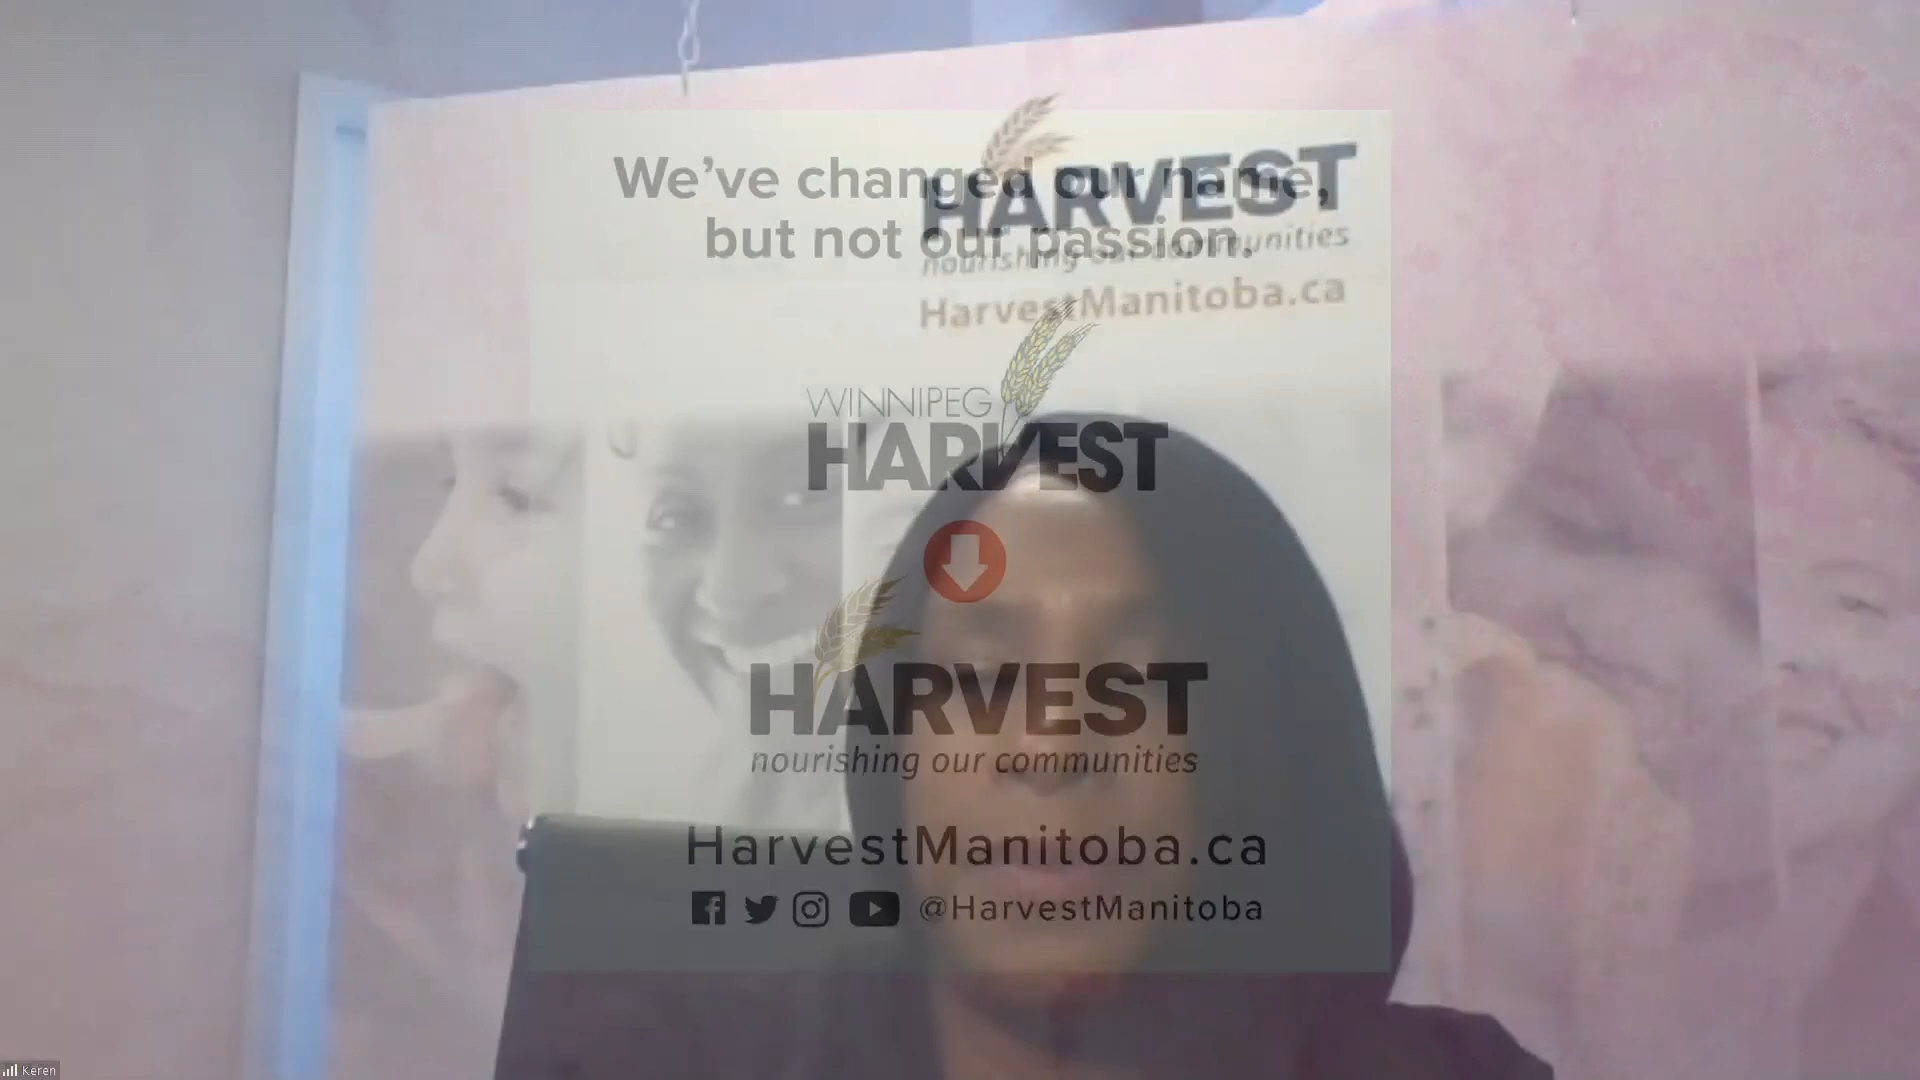 We've changed our name,
but not our passion.
HARVEST
nourishing our communities
HarvestManitoba.ca
WINNIPEG
HARVEST
HARVEST
nourishing our communities
HarvestManitoba.ca
@HarvestManitoba
Keren